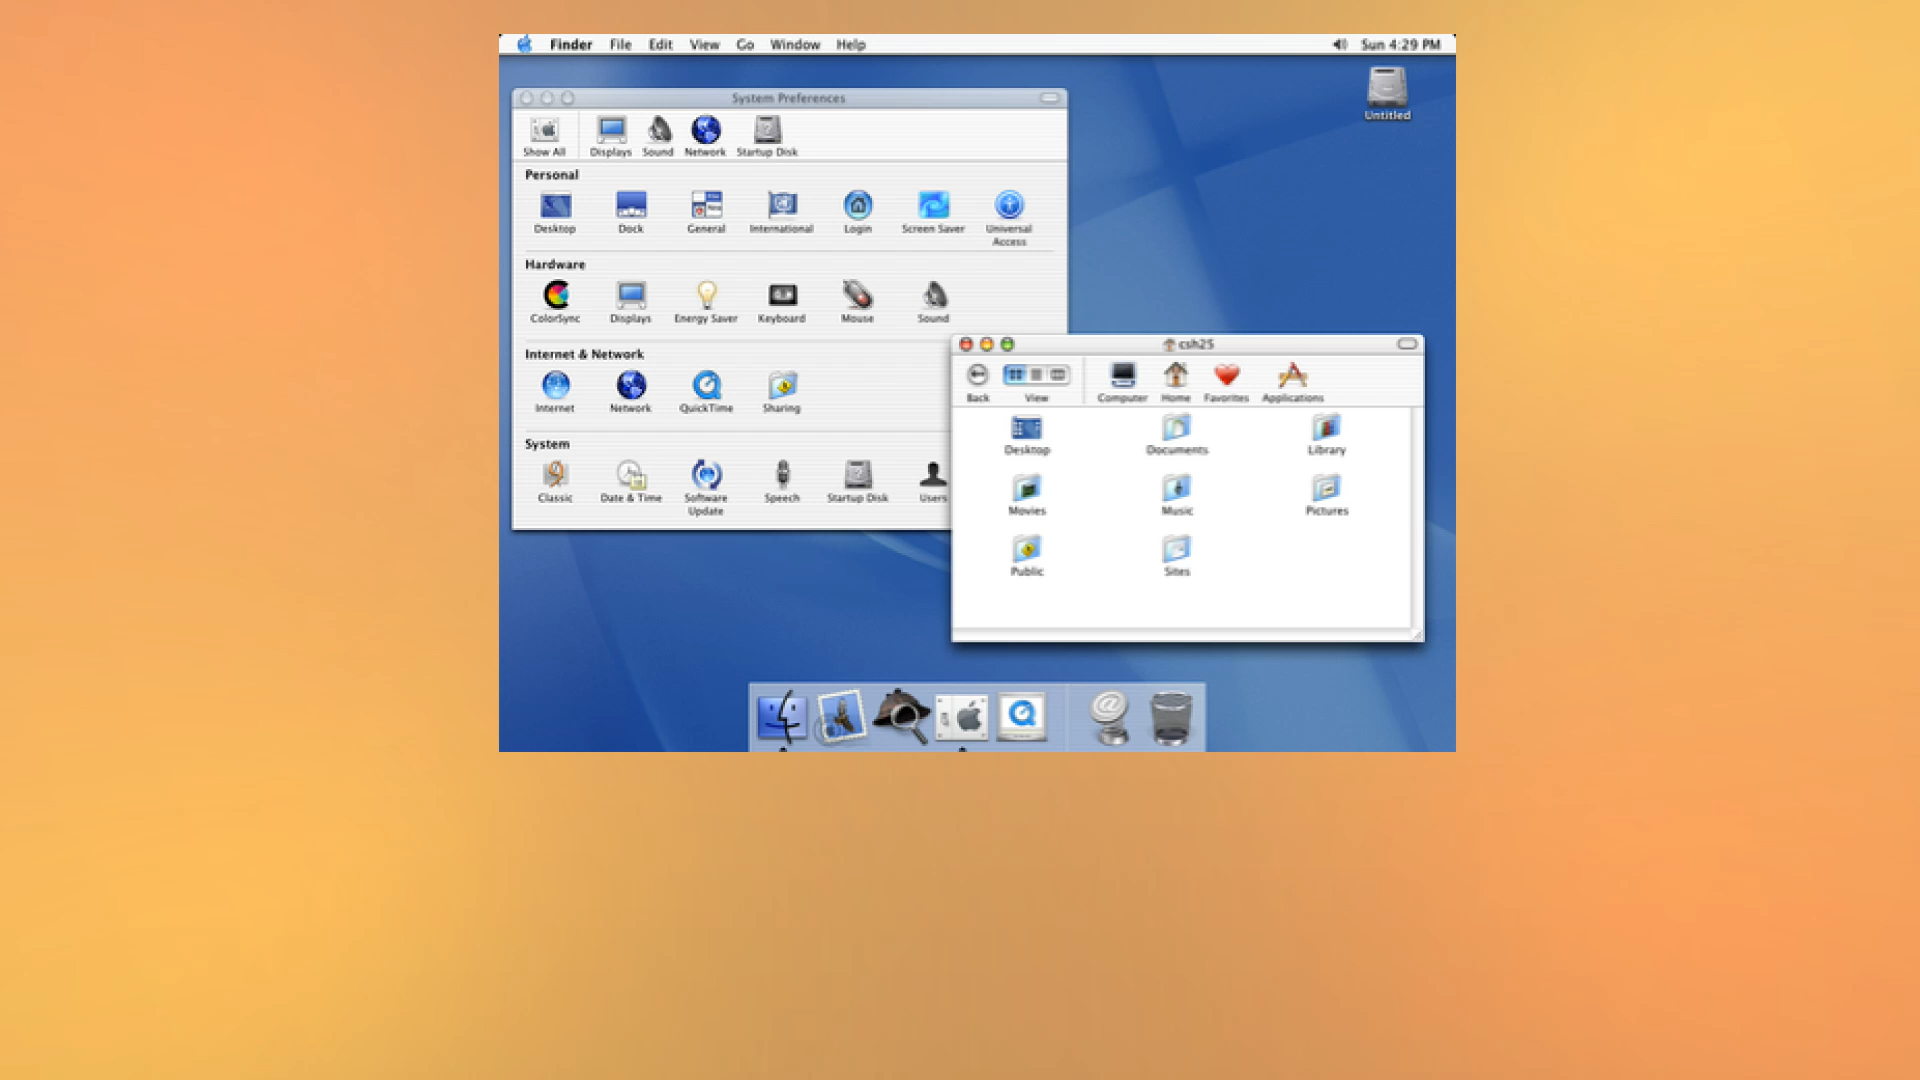 Finder File Edit View Go Window Help Sun 4:29 PM
Untitled
System Preferences
Show All Displays Sound Network Startup Disk
Personal
Desktop Dock General International Login Screen Saver Universal Access
Hardware
ColorSync Displays Energy Saver Keyboard Mouse Sound
Internet & Network
Internet Network QuickTime Sharing
System
Classic Date & Time Software Update Speech Startup Disk Users
csh25
Back View Computer Home Favorites Applications
Desktop Documents Library
Movies Music Pictures
Public Sites